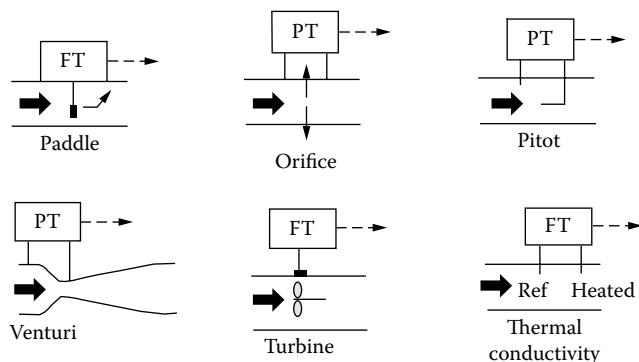 FT
Paddle
PT
Orifice
PT
Pitot
PT
Venturi
FT
Turbine
FT
Ref Heated
Thermal
conductivity